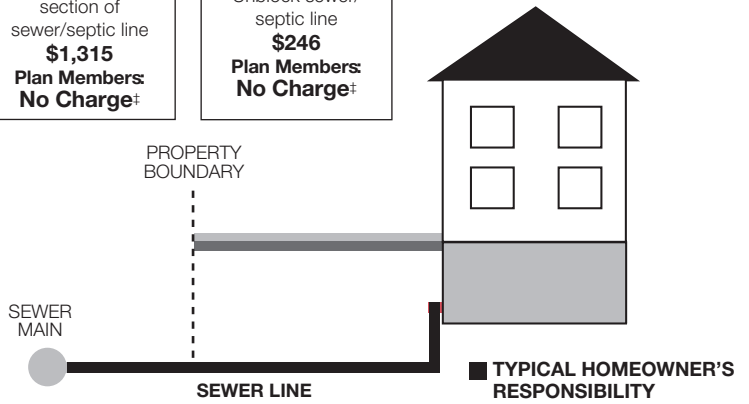 section of
sewer/septic line
$1,315
Plan Members:
No Charge‡
septic line
$246
Plan Members:
No Charge‡
PROPERTY
BOUNDARY
SEWER
MAIN
SEWER LINE
TYPICAL HOMEOWNER'S
RESPONSIBILITY